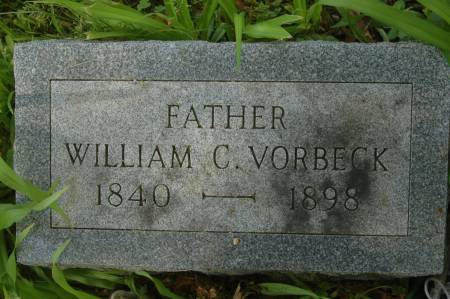 FATHER
WILLIAM C. VORBECK
1840 — 1898